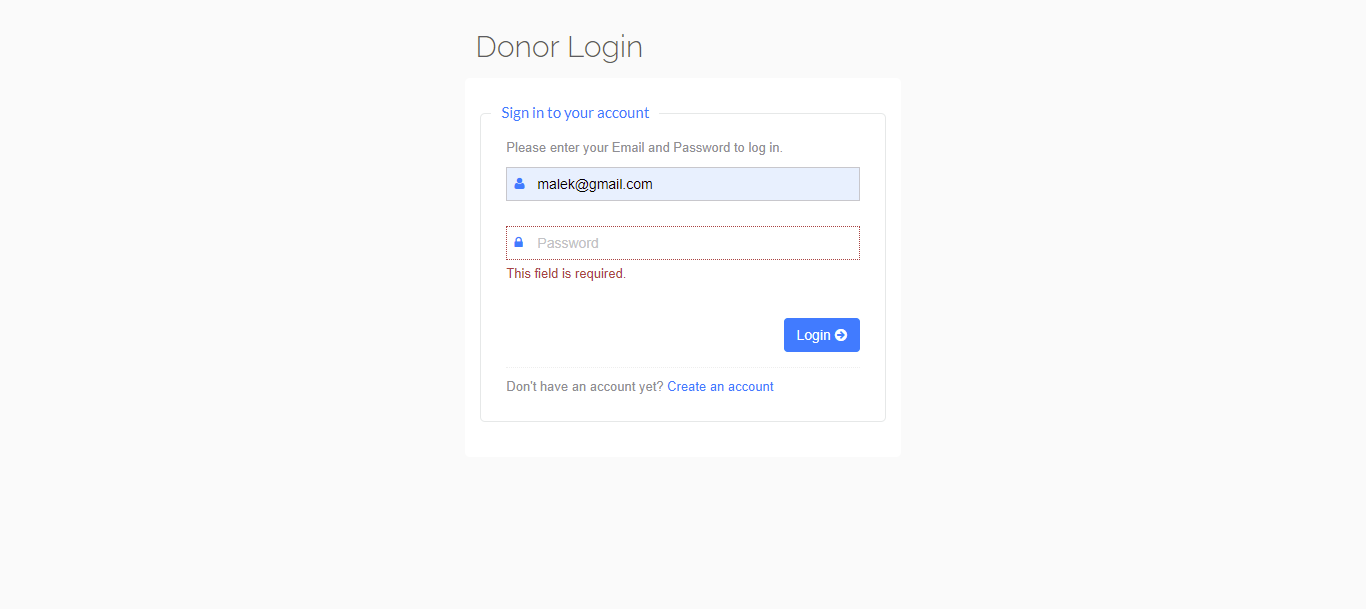 Donor Login
Sign in to your account
Please enter your Email and Password to log in.
malek@gmail.com
Password
This field is required.
Login
Don't have an account yet? Create an account